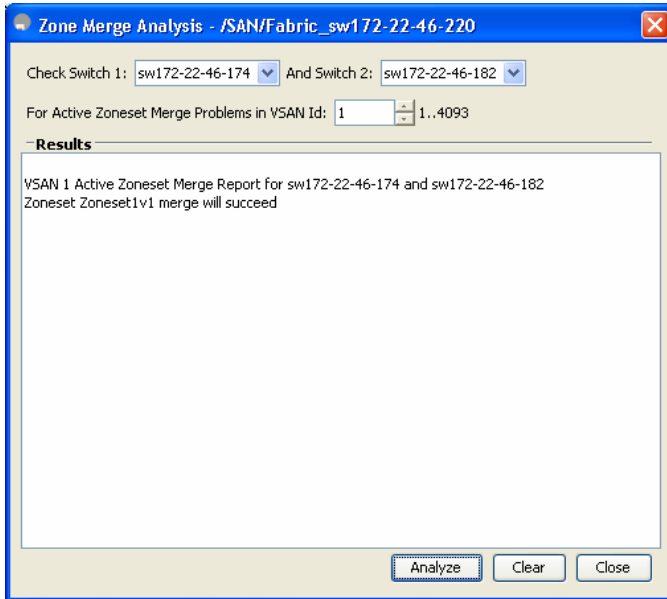 Zone Merge Analysis - /SAN/Fabric_sw172-22-46-220
Check Switch 1: sw172-22-46-174 And Switch 2: sw172-22-46-182
For Active Zoneset Merge Problems in VSAN Id: 1 1..4093
Results
VSAN 1 Active Zoneset Merge Report for sw172-22-46-174 and sw172-22-46-182
Zoneset Zoneset1v1 merge will succeed
Analyze Clear Close